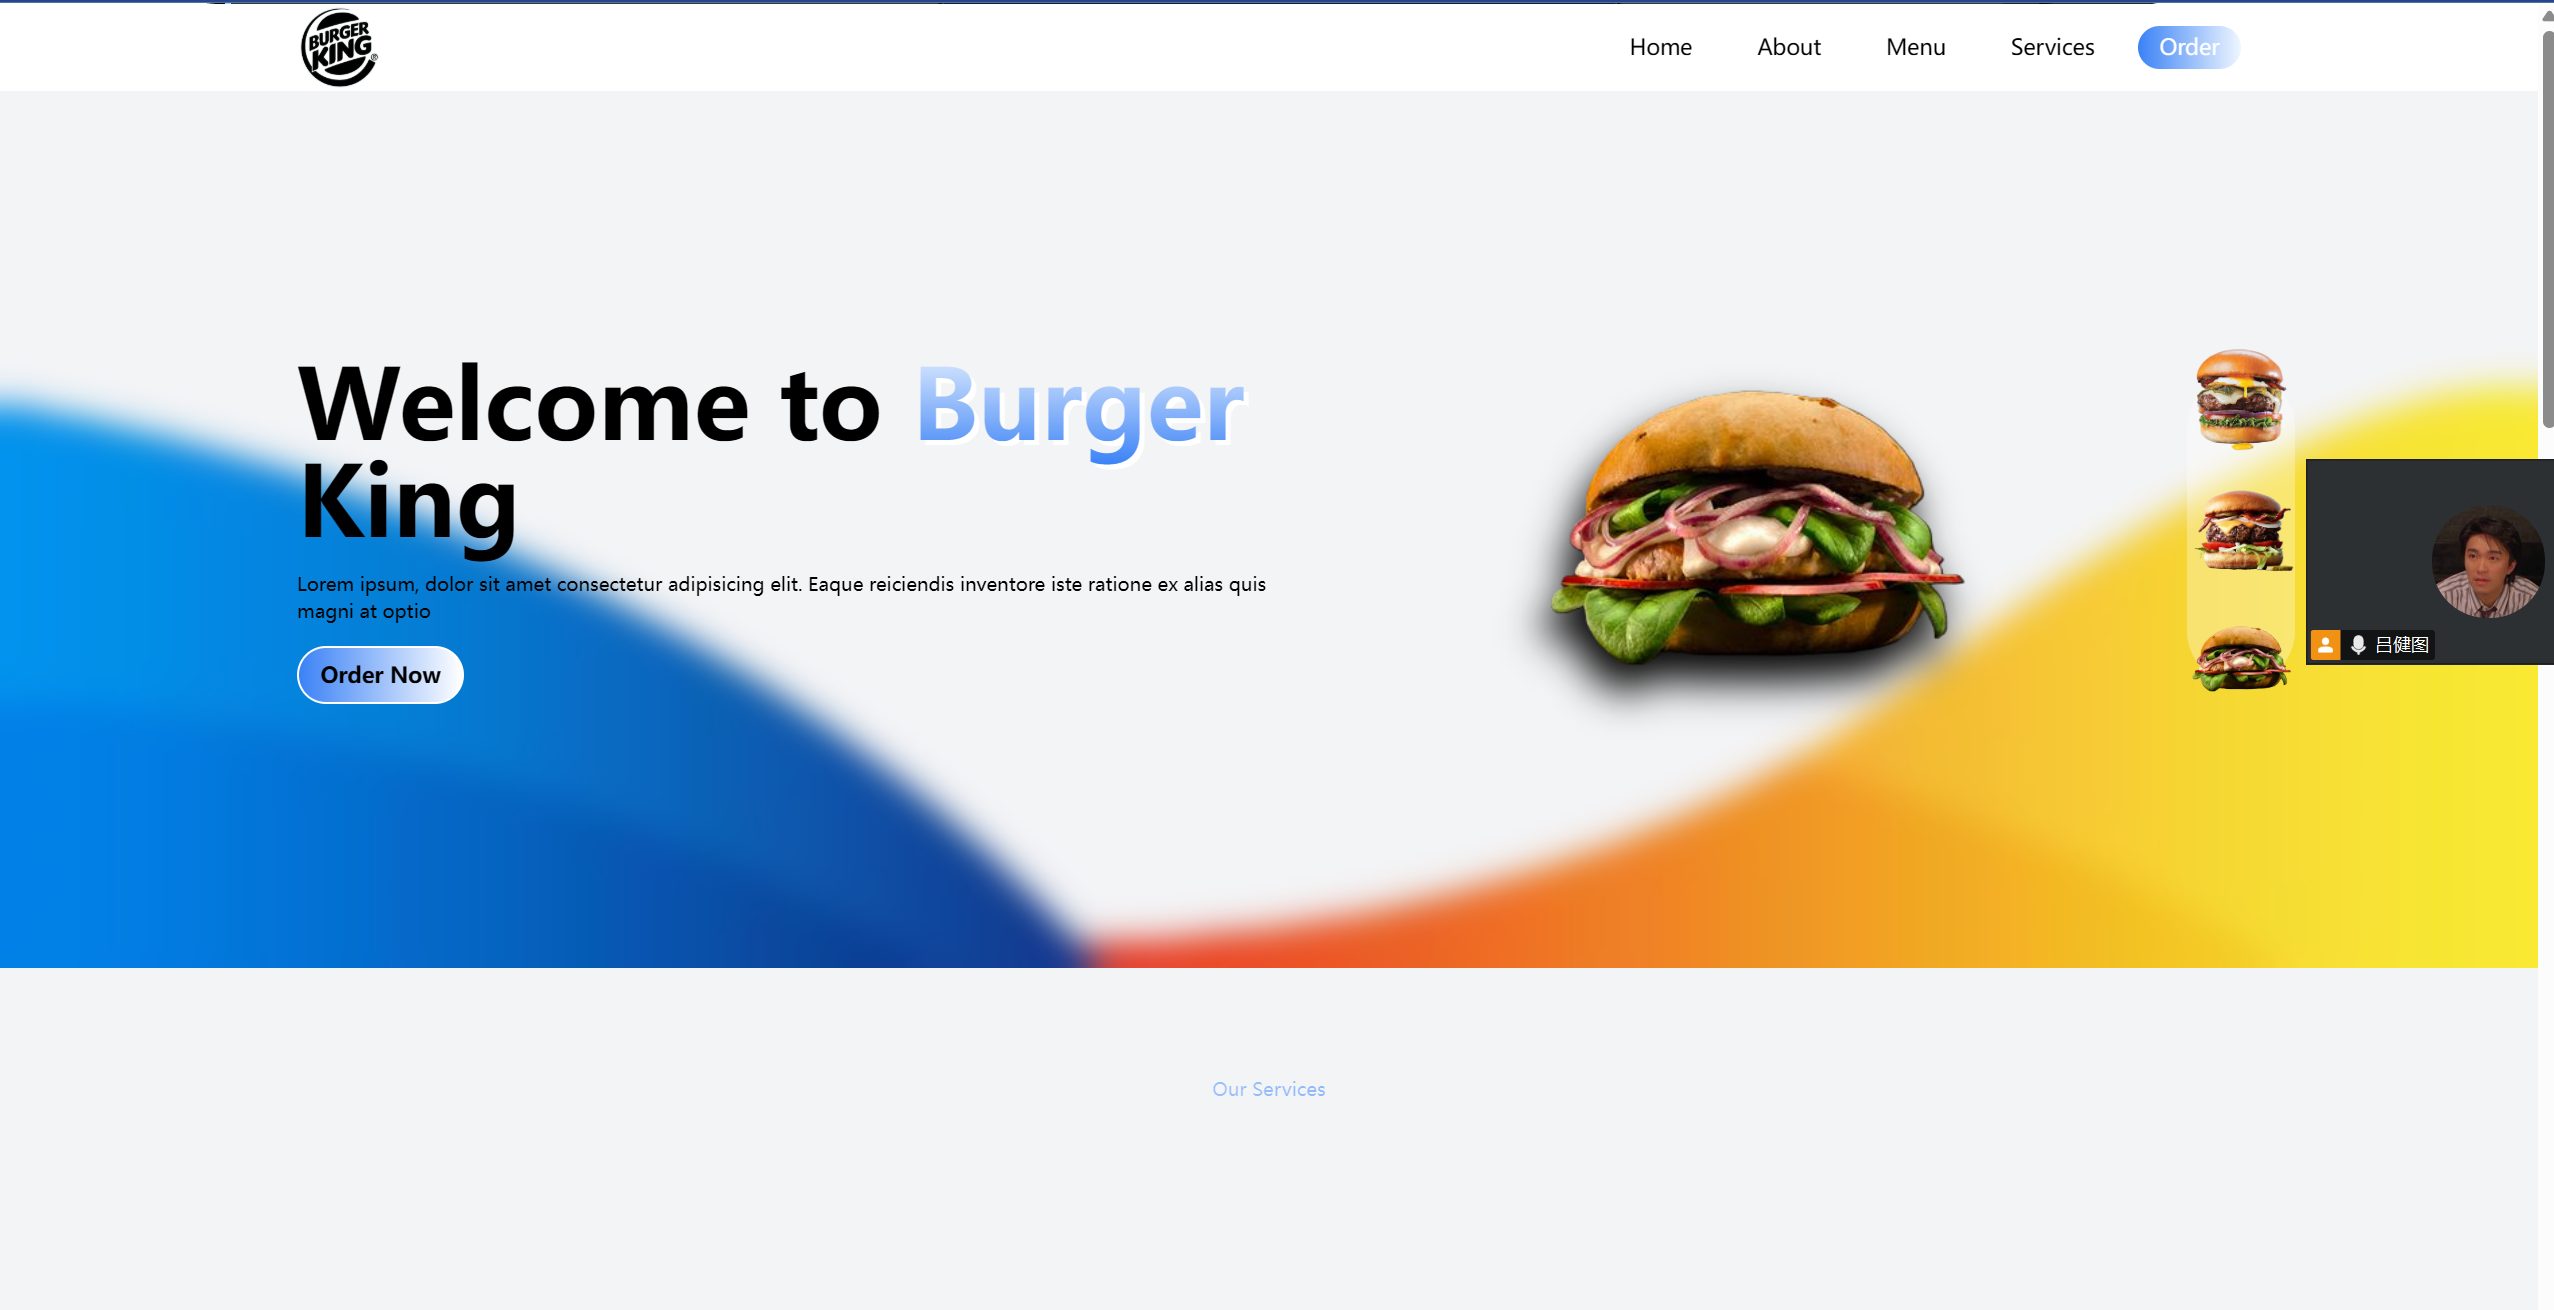 BURGER
KING®
Home
About
Menu
Services
Order
Welcome to Burger
King
Lorem ipsum, dolor sit amet consectetur adipisicing elit. Eaque reiciendis inventore iste ratione ex alias quis
magni at optio
Order Now
吕健图
Our Services